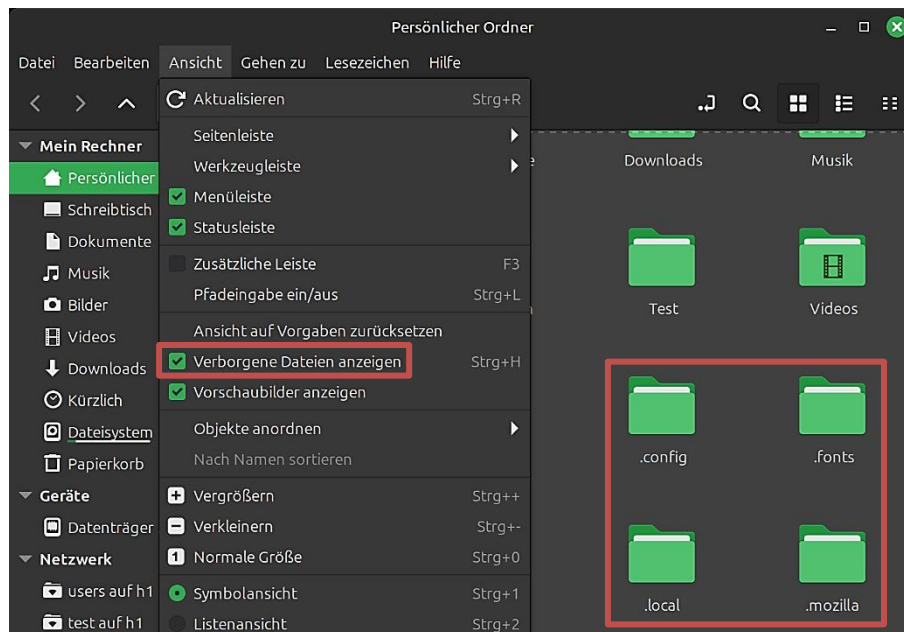 Persönlicher Ordner
Datei Bearbeiten Ansicht Gehen zu Lesezeichen Hilfe
Mein Rechner
Persönlicher
Schreibtisch
Dokumente
Musik
Bilder
Videos
Downloads
Kürzlich
Dateisystem
Papierkorb
Geräte
Datenträger
Netzwerk
users auf h1
test auf h1
Aktualisieren Strg+R
Seitenleiste
Werkzeugleiste
Menüleiste
Statusleiste
Zusätzliche Leiste F3
Pfadeingabe ein/aus Strg+L
Ansicht auf Vorgaben zurücksetzen
Verborgene Dateien anzeigen Strg+H
Vorschaubilder anzeigen
Objekte anordnen
Nach Namen sortieren
Vergrößern Strg++
Verkleinern Strg+-
Normale Größe Strg+0
Symbolansicht Strg+1
Listenansicht Strg+2
Downloads Musik
Test Videos
.config .fonts
.local .mozilla